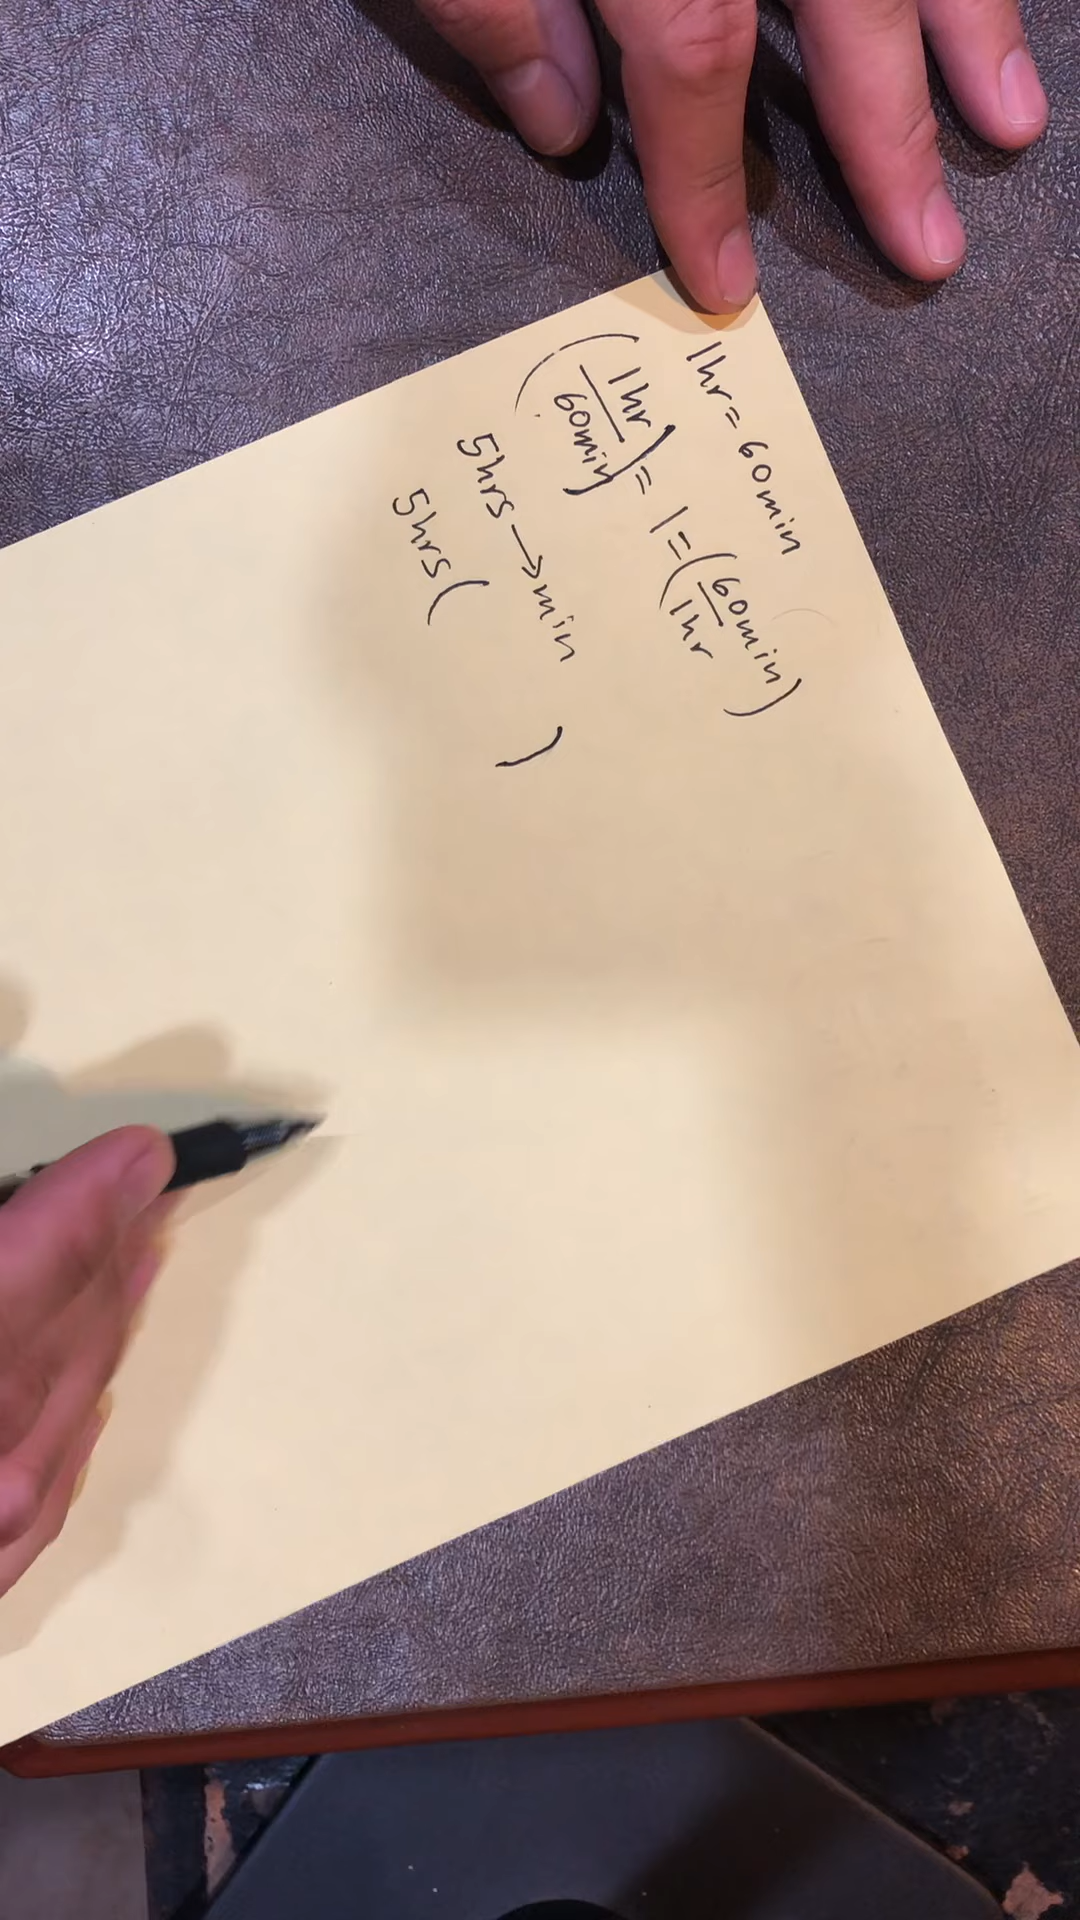 1hr = 60min
(1hr/60min) = 1 = (60min/1hr)
5hrs → min
5hrs( )